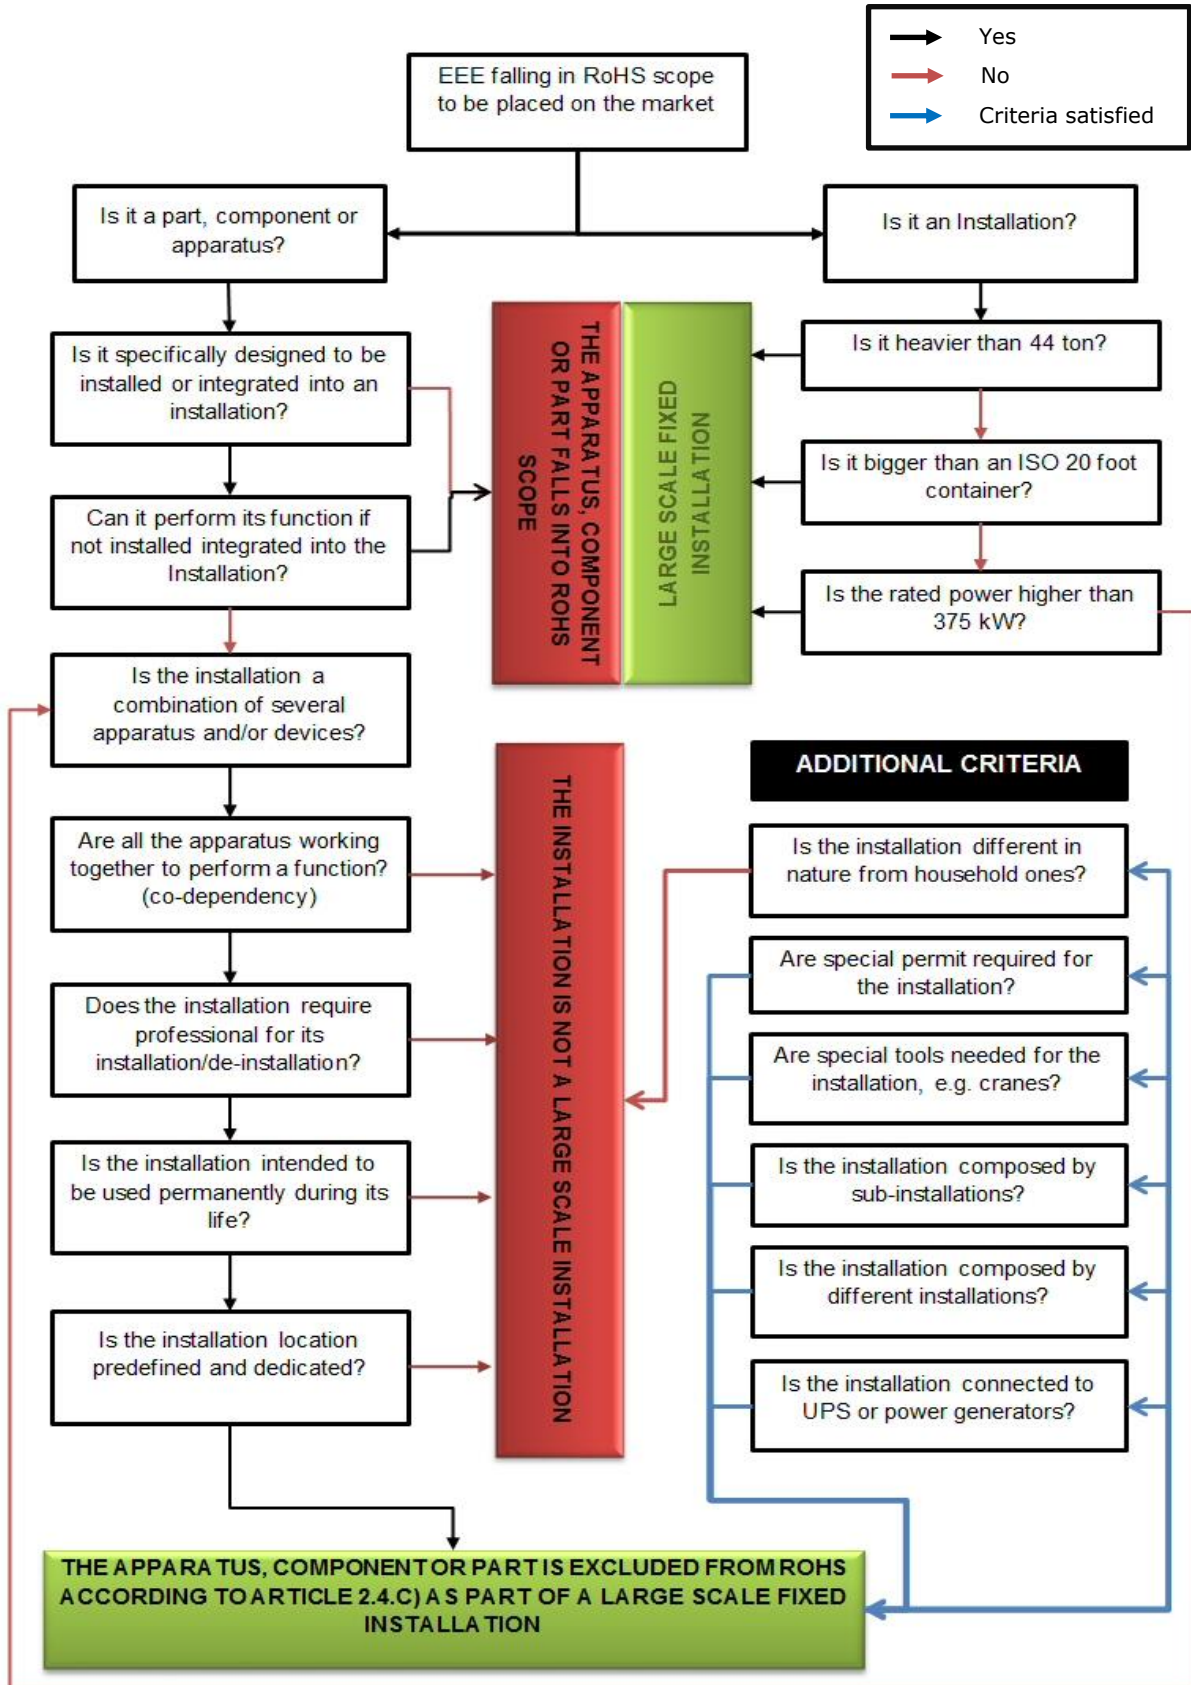 Yes
No
Criteria satisfied
EEE falling in RoHS scope
to be placed on the market
Is it a part, component or
apparatus?
Is it an Installation?
Is it specifically designed to be
installed or integrated into an
installation?
Can it perform its function if
not installed integrated into the
Installation?
THE APPARATUS, COMPONENT
OR PART FALLS INTO ROHS
SCOPE
LARGE SCALE FIXED
INSTALLATION
Is it heavier than 44 ton?
Is it bigger than an ISO 20 foot
container?
Is the rated power higher than
375 kW?
Is the installation a
combination of several
apparatus and/or devices?
Are all the apparatus working
together to perform a function?
(co-dependency)
Does the installation require
professional for its
installation/de-installation?
Is the installation intended to
be used permanently during its
life?
Is the installation location
predefined and dedicated?
THE INSTALLATION IS NOT A LARGE SCALE INSTALLATION
ADDITIONAL CRITERIA
Is the installation different in
nature from household ones?
Are special permit required for
the installation?
Are special tools needed for the
installation, e.g. cranes?
Is the installation composed by
sub-installations?
Is the installation composed by
different installations?
Is the installation connected to
UPS or power generators?
THE APPARATUS, COMPONENT OR PART IS EXCLUDED FROM ROHS
ACCORDING TO ARTICLE 2.4.C) AS PART OF A LARGE SCALE FIXED
INSTALLATION